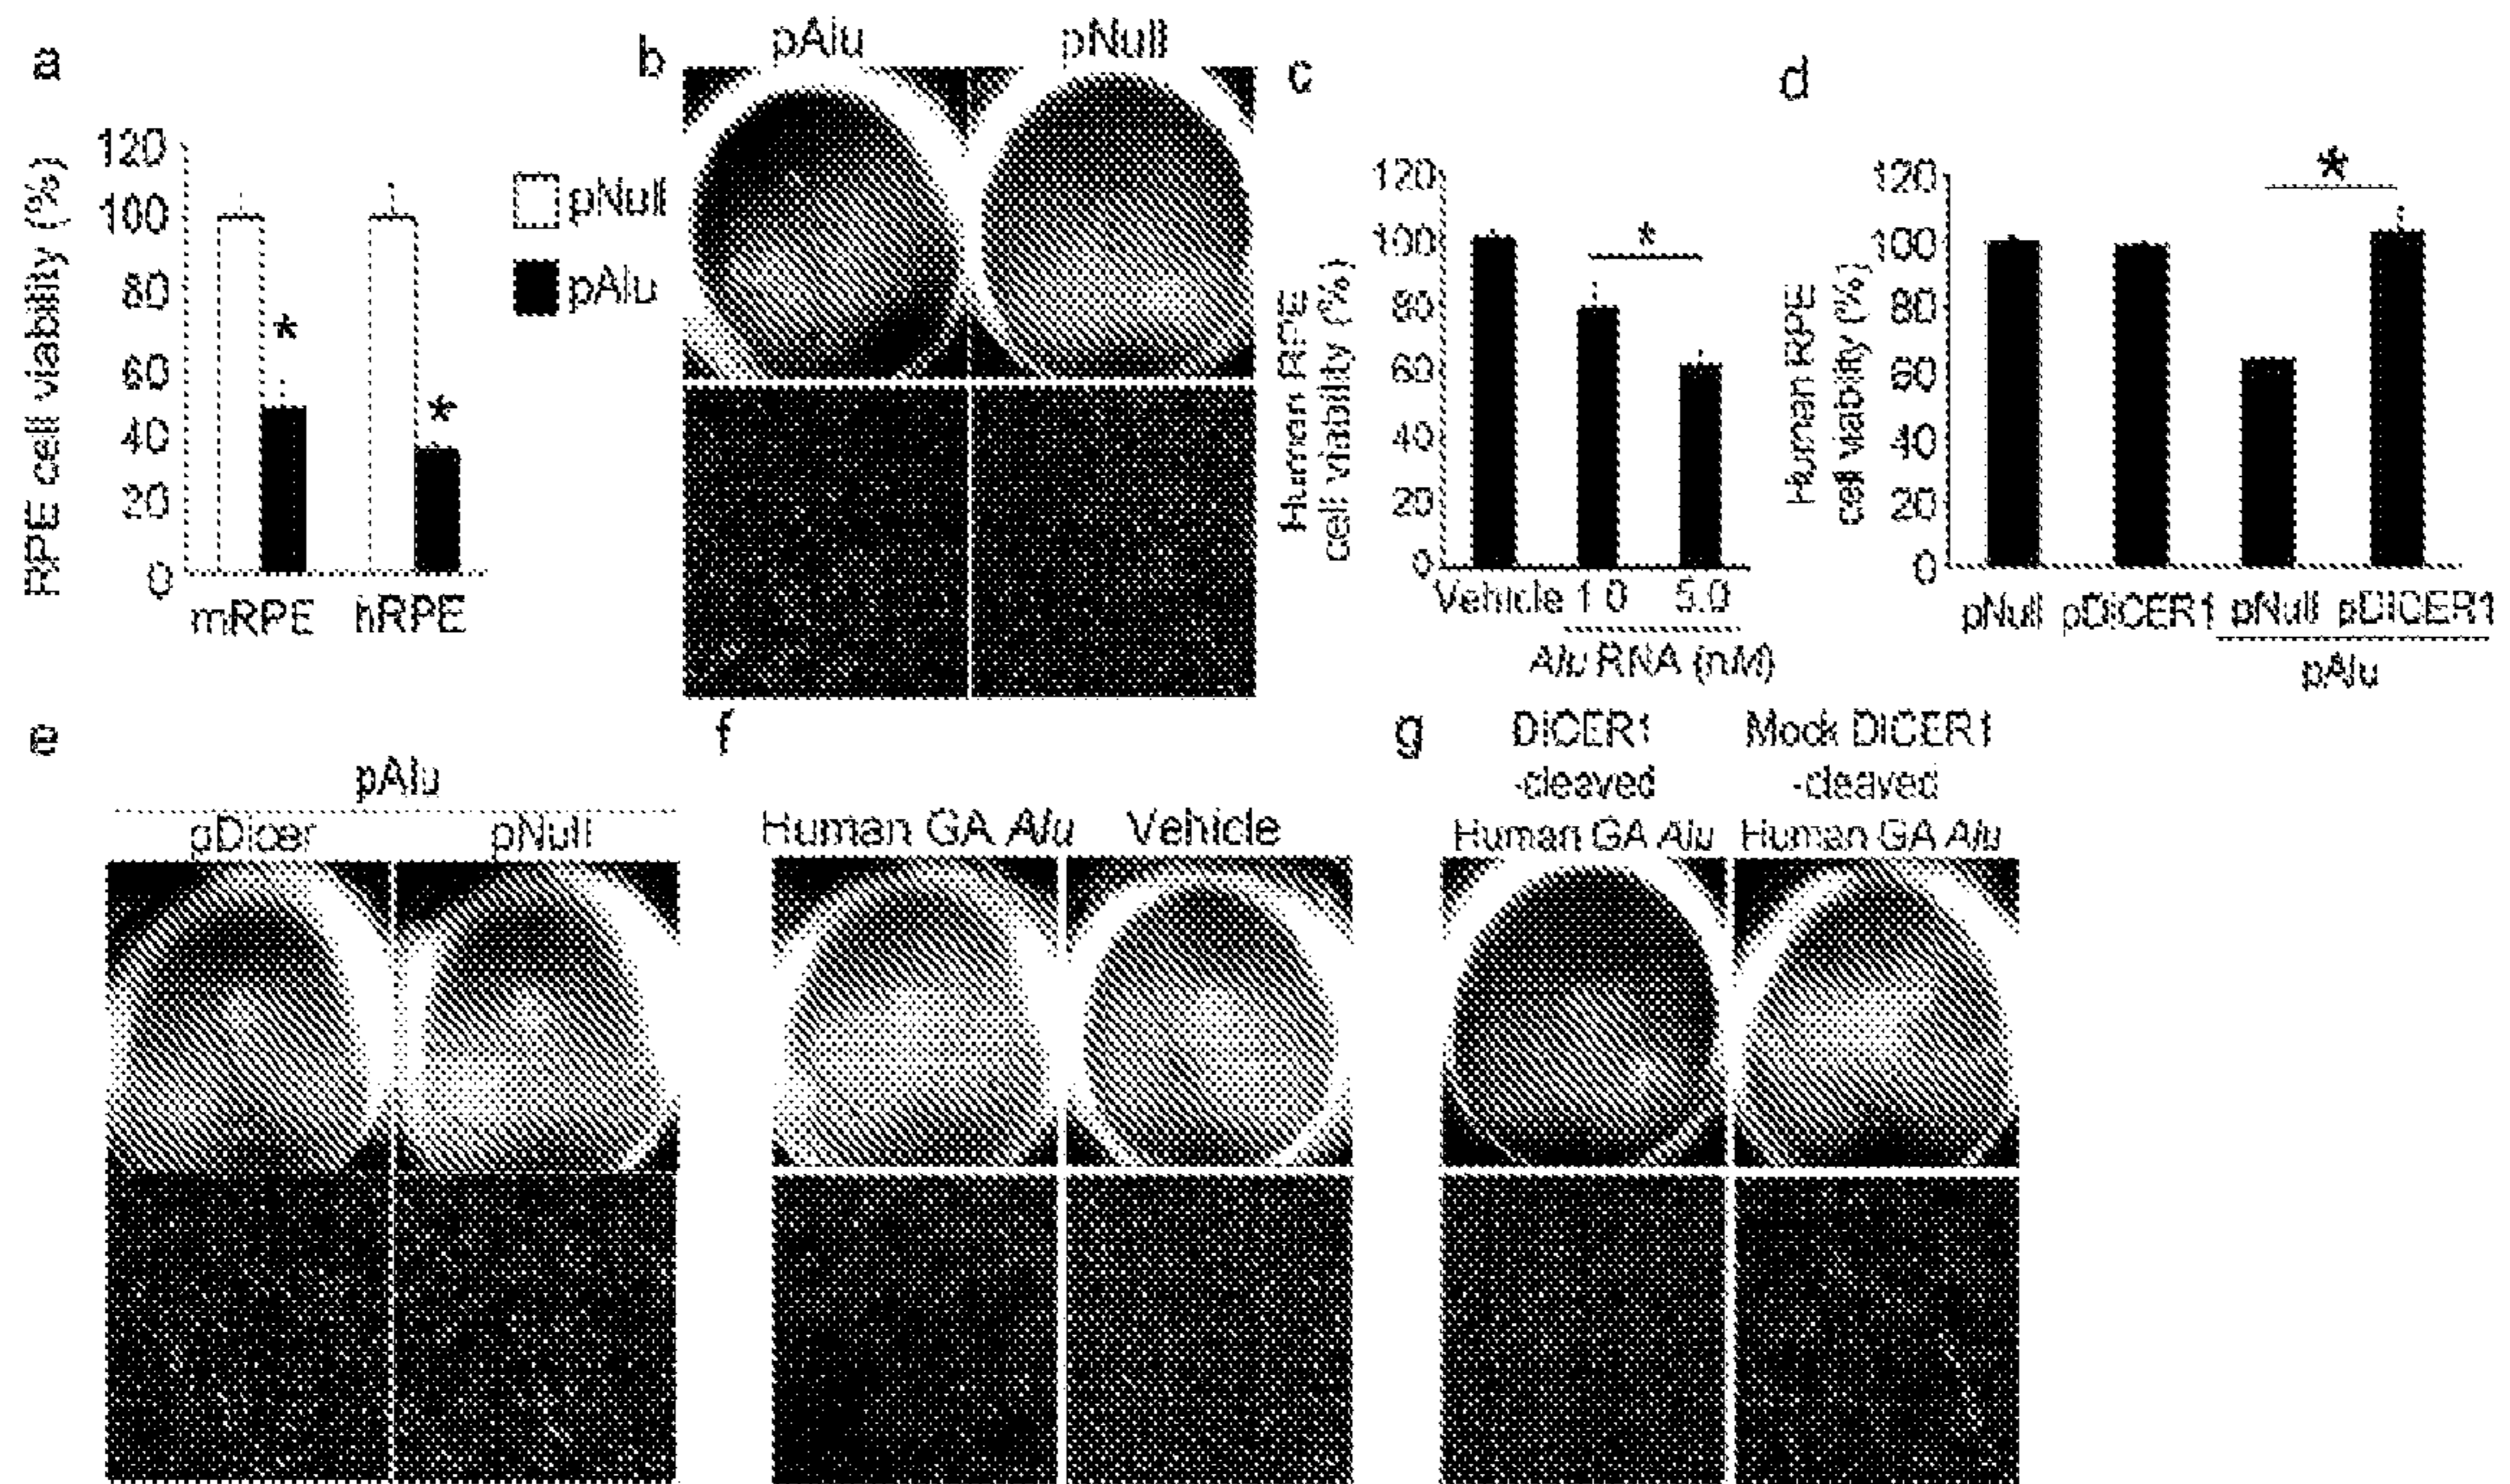 a
RPE cell viability (%)
120
100
80
60
40
20
0
*
*
mRPE hRPE
pNull
pAlu
b
pAlu pNull
c
Human RPE
cell viability (%)
120
100
80
60
40
20
0
*
Vehicle 1.0 5.0
Alu RNA (nM)
d
Human RPE
cell viability (%)
120
100
80
60
40
20
0
*
pNull pDICER1 pNull pDICER1
pAlu
e
pAlu
pDicer pNull
f
Human GA Alu Vehicle
g
DICER1
-cleaved
Human GA Alu
Mock DICER1
-cleaved
Human GA Alu